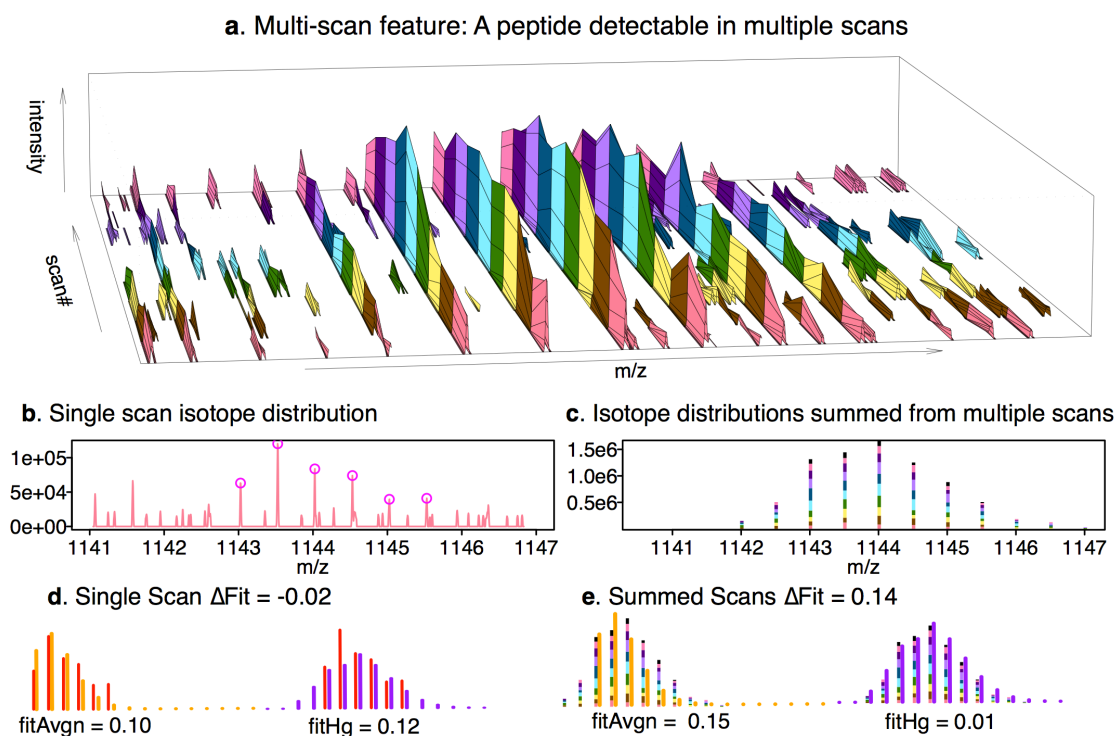 a. Multi-scan feature: A peptide detectable in multiple scans
intensity
scan#
m/z
b. Single scan isotope distribution
1e+05
5e+04
0e+00
1141 1142 1143 1144 1145 1146 1147
m/z
c. Isotope distributions summed from multiple scans
1.5e6
1.0e6
0.5e6
1141 1142 1143 1144 1145 1146 1147
m/z
d. Single Scan ΔFit = -0.02
fitAvgn = 0.10 fitHg = 0.12
e. Summed Scans ΔFit = 0.14
fitAvgn = 0.15 fitHg = 0.01